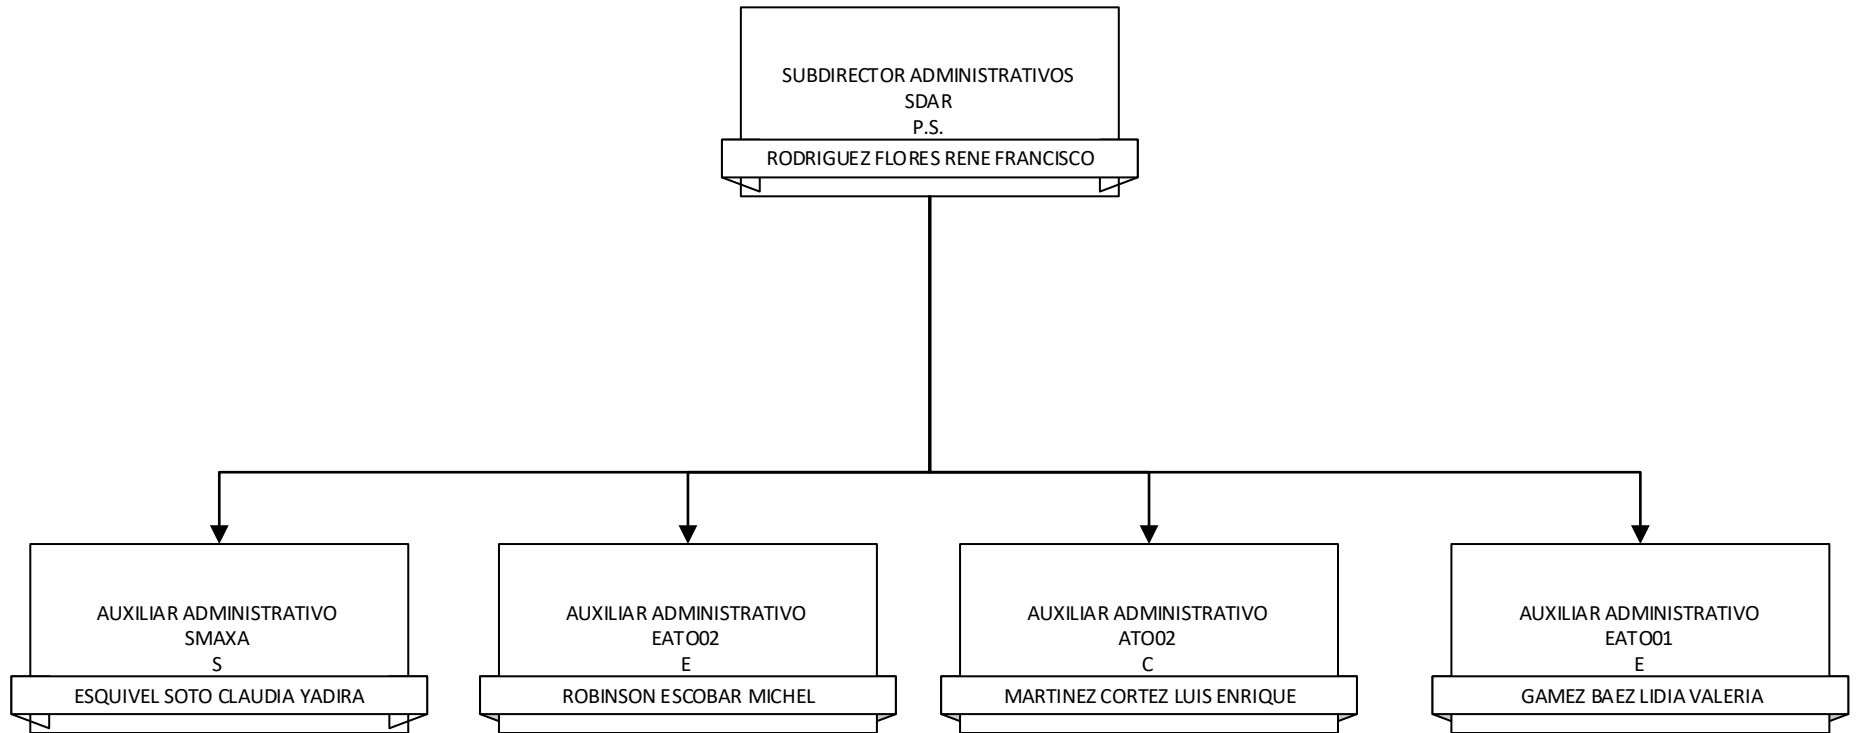 SUBDIRECTOR ADMINISTRATIVOS
SDAR
P.S.
RODRIGUEZ FLORES RENE FRANCISCO
AUXILIAR ADMINISTRATIVO
SMAXA
S
ESQUIVEL SOTO CLAUDIA YADIRA
AUXILIAR ADMINISTRATIVO
EATO02
E
ROBINSON ESCOBAR MICHEL
AUXILIAR ADMINISTRATIVO
ATO02
C
MARTINEZ CORTEZ LUIS ENRIQUE
AUXILIAR ADMINISTRATIVO
EATO01
E
GAMEZ BAEZ LIDIA VALERIA